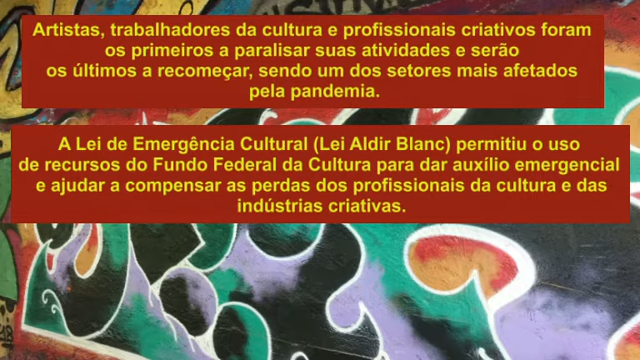 Artistas, trabalhadores da cultura e profissionais criativos foram
os primeiros a paralisar suas atividades e serão
os últimos a recomeçar, sendo um dos setores mais afetados
pela pandemia.
A Lei de Emergência Cultural (Lei Aldir Blanc) permitiu o uso
de recursos do Fundo Federal da Cultura para dar auxílio emergencial
e ajudar a compensar as perdas dos profissionais da cultura e das
indústrias criativas.